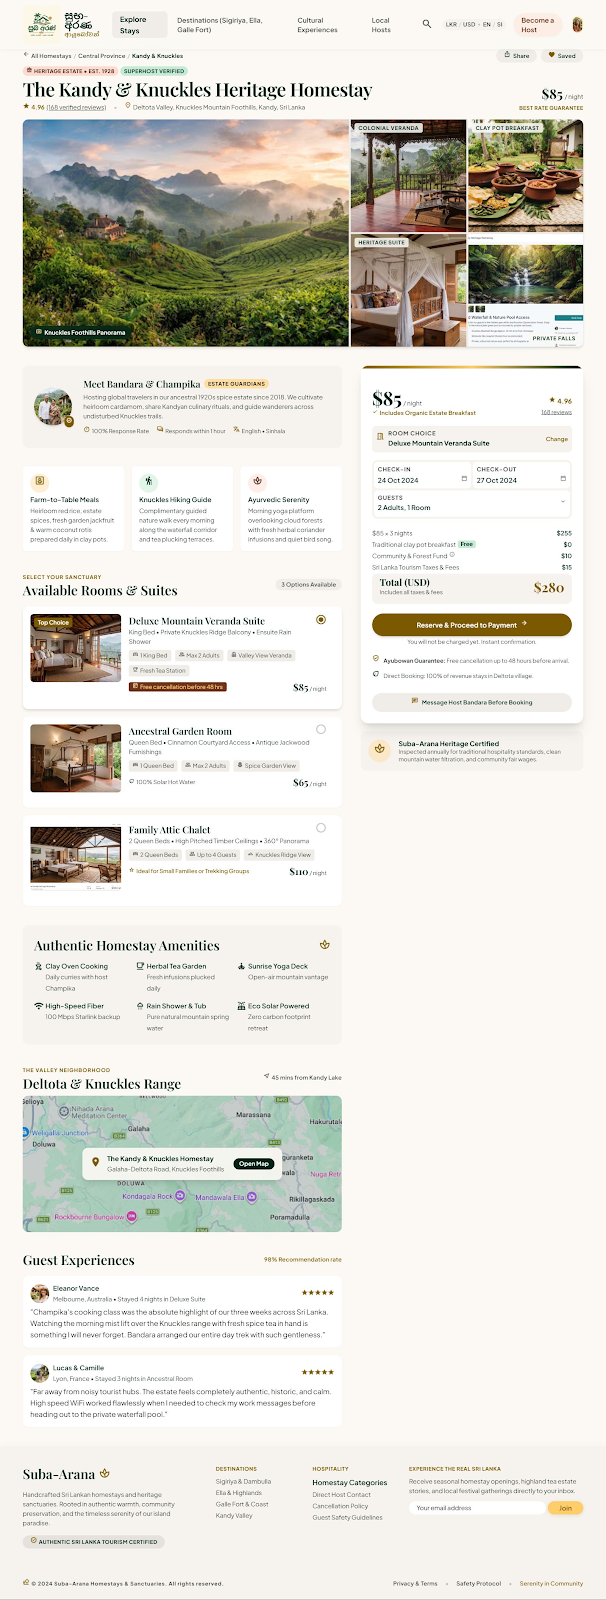 සුභ-අරණ
ආයුබෝවන්
Explore Stays
Destinations (Sigiriya, Ella, Galle Fort)
Cultural Experiences
Local Hosts
LKR | USD • EN | SI
Become a Host
All Homestays / Central Province / Kandy & Knuckles
Share
Saved
HERITAGE ESTATE • EST. 1928
SUPERHOST VERIFIED
The Kandy & Knuckles Heritage Homestay
4.96 (168 verified reviews)
Deltota Valley, Knuckles Mountain Foothills, Kandy, Sri Lanka
$85 / night
BEST RATE GUARANTEE
COLONIAL VERANDA
CLAY POT BREAKFAST
HERITAGE SUITE
Waterfall & Nature Pool Access
PRIVATE FALLS
Knuckles Foothills Panorama
Meet Bandara & Champika
ESTATE GUARDIANS
Hosting global travelers in our ancestral 1920s spice estate since 2018. We cultivate
heirloom cardamom, share Kandyan culinary rituals, and guide wanderers across
undisturbed Knuckles trails.
100% Response Rate
Responds within 1 hour
English • Sinhala
Farm-to-Table Meals
Heirloom red rice, estate
spices, fresh garden jackfruit
& warm coconut rotis
prepared daily in clay pots.
Knuckles Hiking Guide
Complimentary guided
nature walk every morning
along the waterfall corridor
and tea plucking terraces.
Ayurvedic Serenity
Morning yoga platform
overlooking cloud forests
with fresh herbal coriander
infusions and quiet bird song.
SELECT YOUR SANCTUARY
Available Rooms & Suites
3 Options Available
Top Choice
Deluxe Mountain Veranda Suite
King Bed • Private Knuckles Ridge Balcony • Ensuite Rain
Shower
1 King Bed
Max 2 Adults
Valley View Veranda
Fresh Tea Station
Free cancellation before 48 hrs
$85 / night
Ancestral Garden Room
Queen Bed • Cinnamon Courtyard Access • Antique Jackwood
Furnishings
1 Queen Bed
Max 2 Adults
Spice Garden View
100% Solar Hot Water
$65 / night
Family Attic Chalet
2 Queen Beds • High Pitched Timber Ceilings • 360° Panorama
2 Queen Beds
Up to 4 Guests
Knuckles Ridge View
Ideal for Small Families or Trekking Groups
$110 / night
Authentic Homestay Amenities
Clay Oven Cooking
Daily curries with host
Champika
Herbal Tea Garden
Fresh infusions plucked
daily
Sunrise Yoga Deck
Open-air mountain vantage
High-Speed Fiber
100 Mbps Starlink backup
Rain Shower & Tub
Pure natural mountain spring
water
Eco Solar Powered
Zero carbon footprint
retreat
THE VALLEY NEIGHBORHOOD
Deltota & Knuckles Range
45 mins from Kandy Lake
Nihada Arana
Meditation Center
Marassana
Hakurutal
Weligalla Junction
Galaha
Doluwa
The Kandy & Knuckles Homestay
Galaha-Deltota Road, Knuckles Foothills
Open Map
guranketa
wala
Nuga Retr
DOLUWA
Kondagala Rock
Mandawala Ella
Rikillagaskada
Rockbourne Bungalow
Poramadulla
Guest Experiences
98% Recommendation rate
Eleanor Vance
Melbourne, Australia • Stayed 4 nights in Deluxe Suite
"Champika's cooking class was the absolute highlight of our three weeks across Sri Lanka.
Watching the morning mist lift over the Knuckles range with fresh spice tea in hand is
something I will never forget. Bandara arranged our entire day trek with such gentleness."
Lucas & Camille
Lyon, France • Stayed 3 nights in Ancestral Room
"Far away from noisy tourist hubs. The estate feels completely authentic, historic, and calm.
High speed WiFi worked flawlessly when I needed to check my work messages before
heading out to the private waterfall pool."
$85 / night
Includes Organic Estate Breakfast
4.96
168 reviews
ROOM CHOICE
Deluxe Mountain Veranda Suite
Change
CHECK-IN
24 Oct 2024
CHECK-OUT
27 Oct 2024
GUESTS
2 Adults, 1 Room
$85 x 3 nights $255
Traditional clay pot breakfast Free $0
Community & Forest Fund $10
Sri Lanka Tourism Taxes & Fees $15
Total (USD)
Includes all taxes & fees
$280
Reserve & Proceed to Payment
You will not be charged yet. Instant confirmation.
Ayubowan Guarantee: Free cancellation up to 48 hours before arrival.
Direct Booking: 100% of revenue stays in Deltota village.
Message Host Bandara Before Booking
Suba-Arana Heritage Certified
Inspected annually for traditional hospitality standards, clean
mountain water filtration, and community fair wages.
Suba-Arana
Handcrafted Sri Lankan homestays and heritage
sanctuaries. Rooted in authentic warmth, community
preservation, and the timeless serenity of our island
paradise.
AUTHENTIC SRI LANKA TOURISM CERTIFIED
DESTINATIONS
Sigiriya & Dambulla
Ella & Highlands
Galle Fort & Coast
Kandy Valley
HOSPITALITY
Homestay Categories
Direct Host Contact
Cancellation Policy
Guest Safety Guidelines
EXPERIENCE THE REAL SRI LANKA
Receive seasonal homestay openings, highland tea estate
stories, and local festival gatherings directly to your inbox.
Your email address
Join
© 2024 Suba-Arana Homestays & Sanctuaries. All rights reserved.
Privacy & Terms • Safety Protocol • Serenity in Community